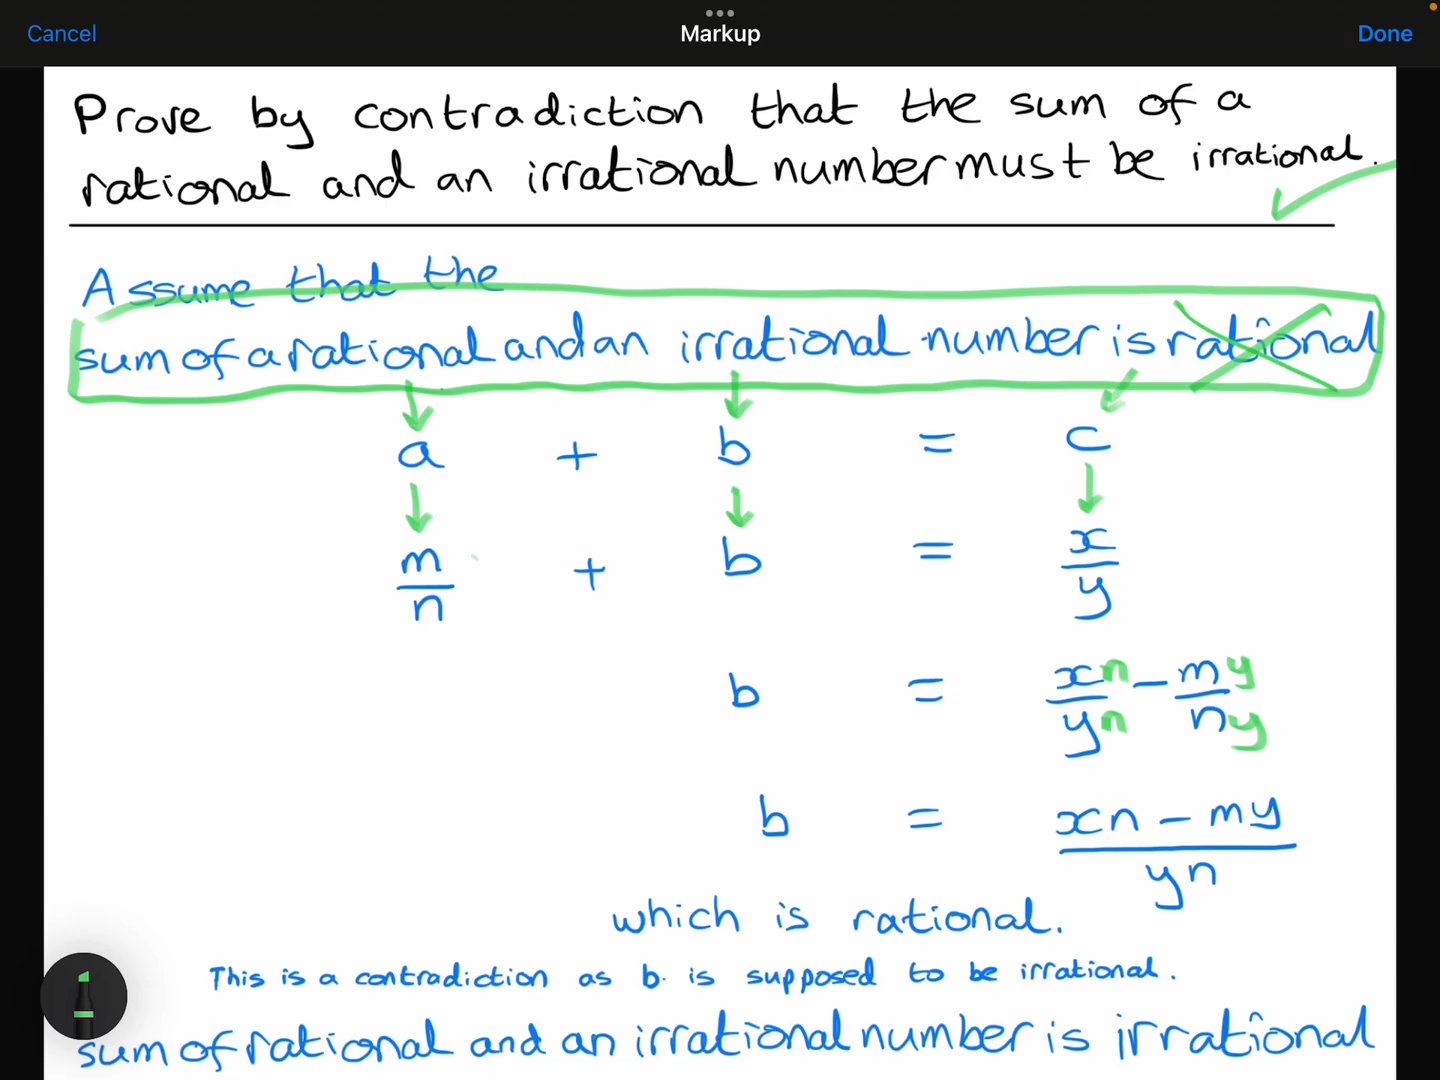 Cancel
Markup
Done
Prove by contradiction that the sum of a
rational and an irrational number must be irrational.
Assume that the
sum of a rational and an irrational number is rational
a + b = c
m/n + b = x/y
b = xn/yn - my/ny
b = xn - my/yn
which is rational.
This is a contradiction as b is supposed to be irrational.
sum of rational and an irrational number is irrational